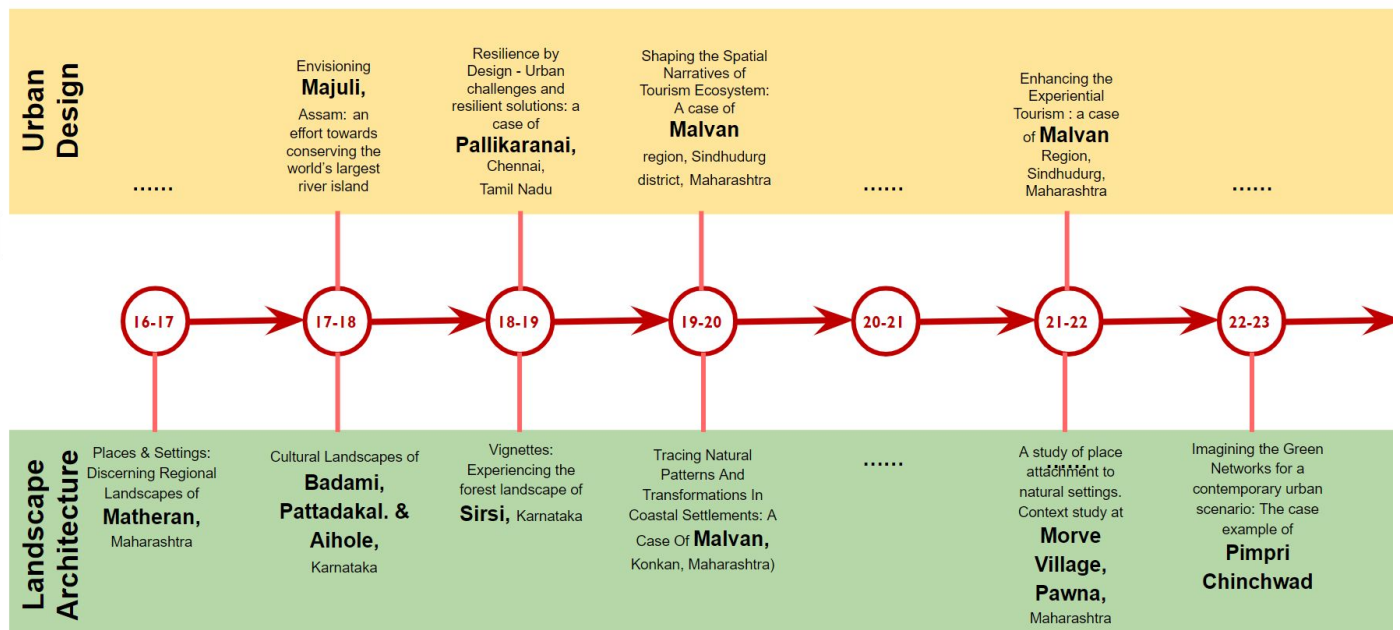 Urban
Design
......
Envisioning
Majuli,
Assam: an
effort towards
conserving the
world's largest
river island
Resilience by
Design - Urban
challenges and
resilient solutions: a
case of
Pallikaranai,
Chennai,
Tamil Nadu
Shaping the Spatial
Narratives of
Tourism Ecosystem:
A case of
Malvan
region, Sindhudurg
district, Maharashtra
......
Enhancing the
Experiential
Tourism : a case
of Malvan
Region,
Sindhudurg,
Maharashtra
......
16-17
17-18
18-19
19-20
20-21
21-22
22-23
Landscape
Architecture
Places & Settings:
Discerning Regional
Landscapes of
Matheran,
Maharashtra
Cultural Landscapes of
Badami,
Pattadakal. &
Aihole,
Karnataka
Vignettes:
Experiencing the
forest landscape of
Sirsi, Karnataka
Tracing Natural
Patterns And
Transformations In
Coastal Settlements: A
Case Of Malvan,
Konkan, Maharashtra)
......
A study of place
......
attachment to
natural settings.
Context study at
Morve
Village,
Pawna,
Maharashtra
Imagining the Green
Networks for a
contemporary urban
scenario: The case
example of
Pimpri
Chinchwad